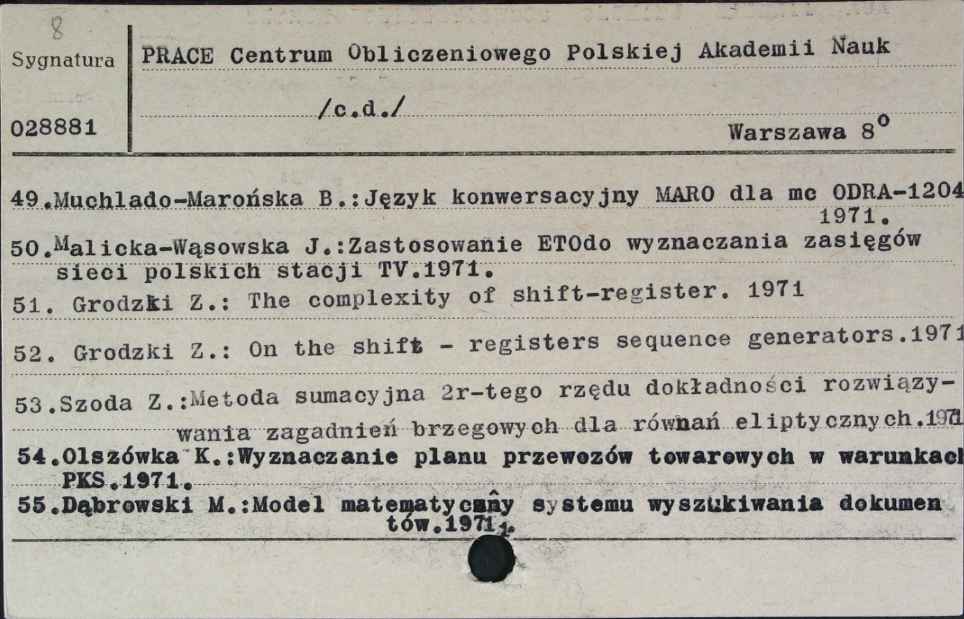 8
Sygnatura
PRACE Centrum Obliczeniowego Polskiej Akademii Nauk
/c.d./
028881
Warszawa 8º
49.Muchlado-Marońska B.:Język konwersacyjny MARO dla mc ODRA-1204
1971.
50.Malicka-Wąsowska J.:Zastosowanie ETOdo wyznaczania zasięgów
sieci polskich stacji TV.1971.
51. Grodzki Z.: The complexity of shift-register. 1971
52. Grodzki Z.: On the shift - registers sequence generators.1971
53.Szoda Z.:Metoda sumacyjna 2r-tego rzędu dokładności rozwiązy-
wania zagadnień brzegowych dla równań eliptycznych.1971
54.Olszówka K.:Wyznaczanie planu przewozów towarowych w warunkach
PKS.1971.
55.Dąbrowski M.:Model matematyczny systemu wyszukiwania dokumen
tów.1971.